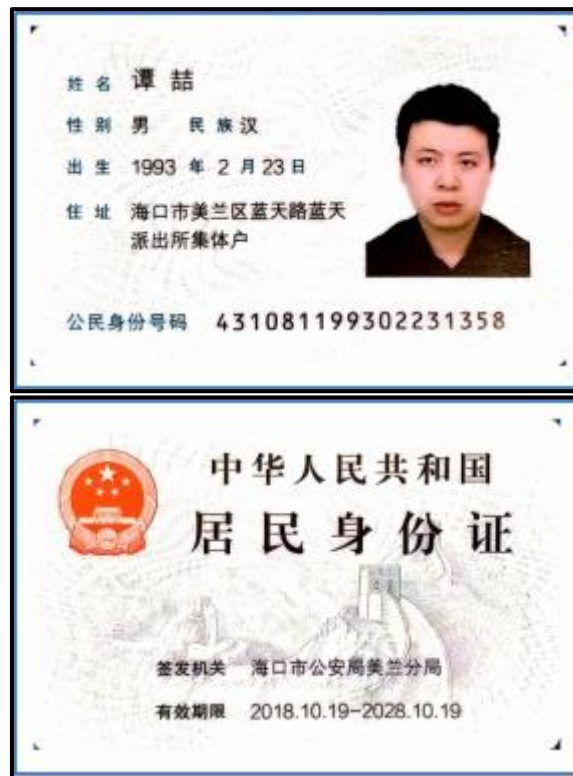 姓名 谭喆
性别 男 民族 汉
出生 1993 年 2 月 23 日
住址 海口市美兰区蓝天路蓝天
派出所集体户
公民身份号码 431081199302231358
中华人民共和国
居民身份证
签发机关 海口市公安局美兰分局
有效期限 2018.10.19-2028.10.19